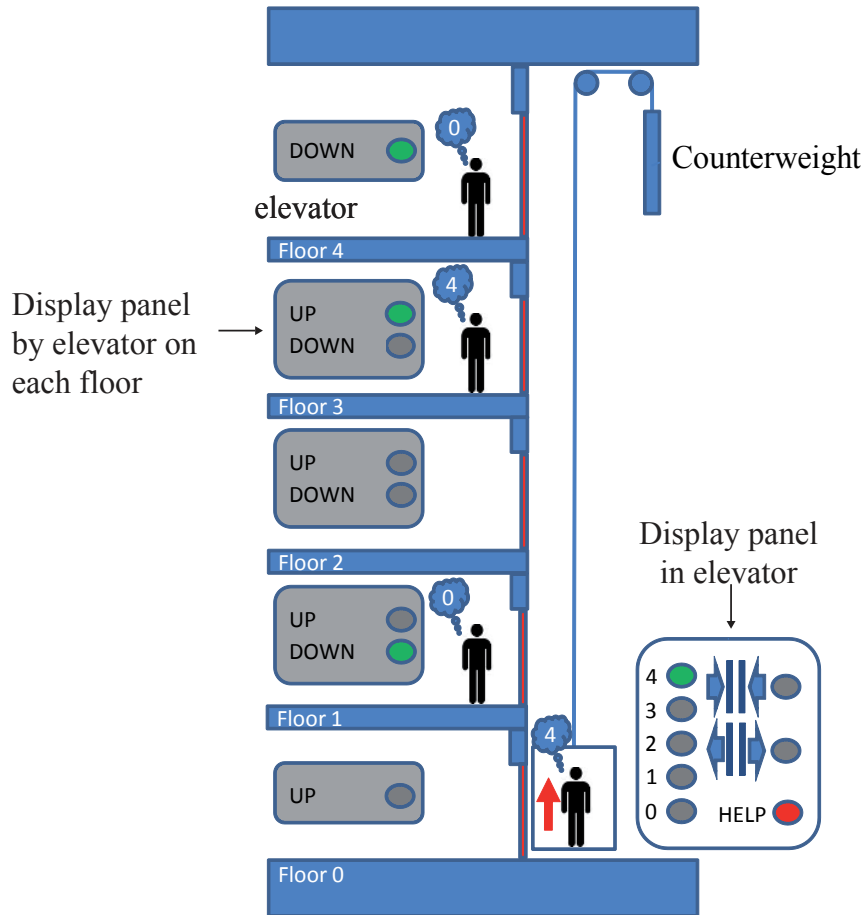 0
DOWN
Counterweight
elevator
Floor 4
4
Display panel
by elevator on
each floor
UP
DOWN
Floor 3
UP
DOWN
Floor 2
Display panel
in elevator
0
UP
DOWN
4
3
2
1
0
HELP
Floor 1
4
UP
Floor 0